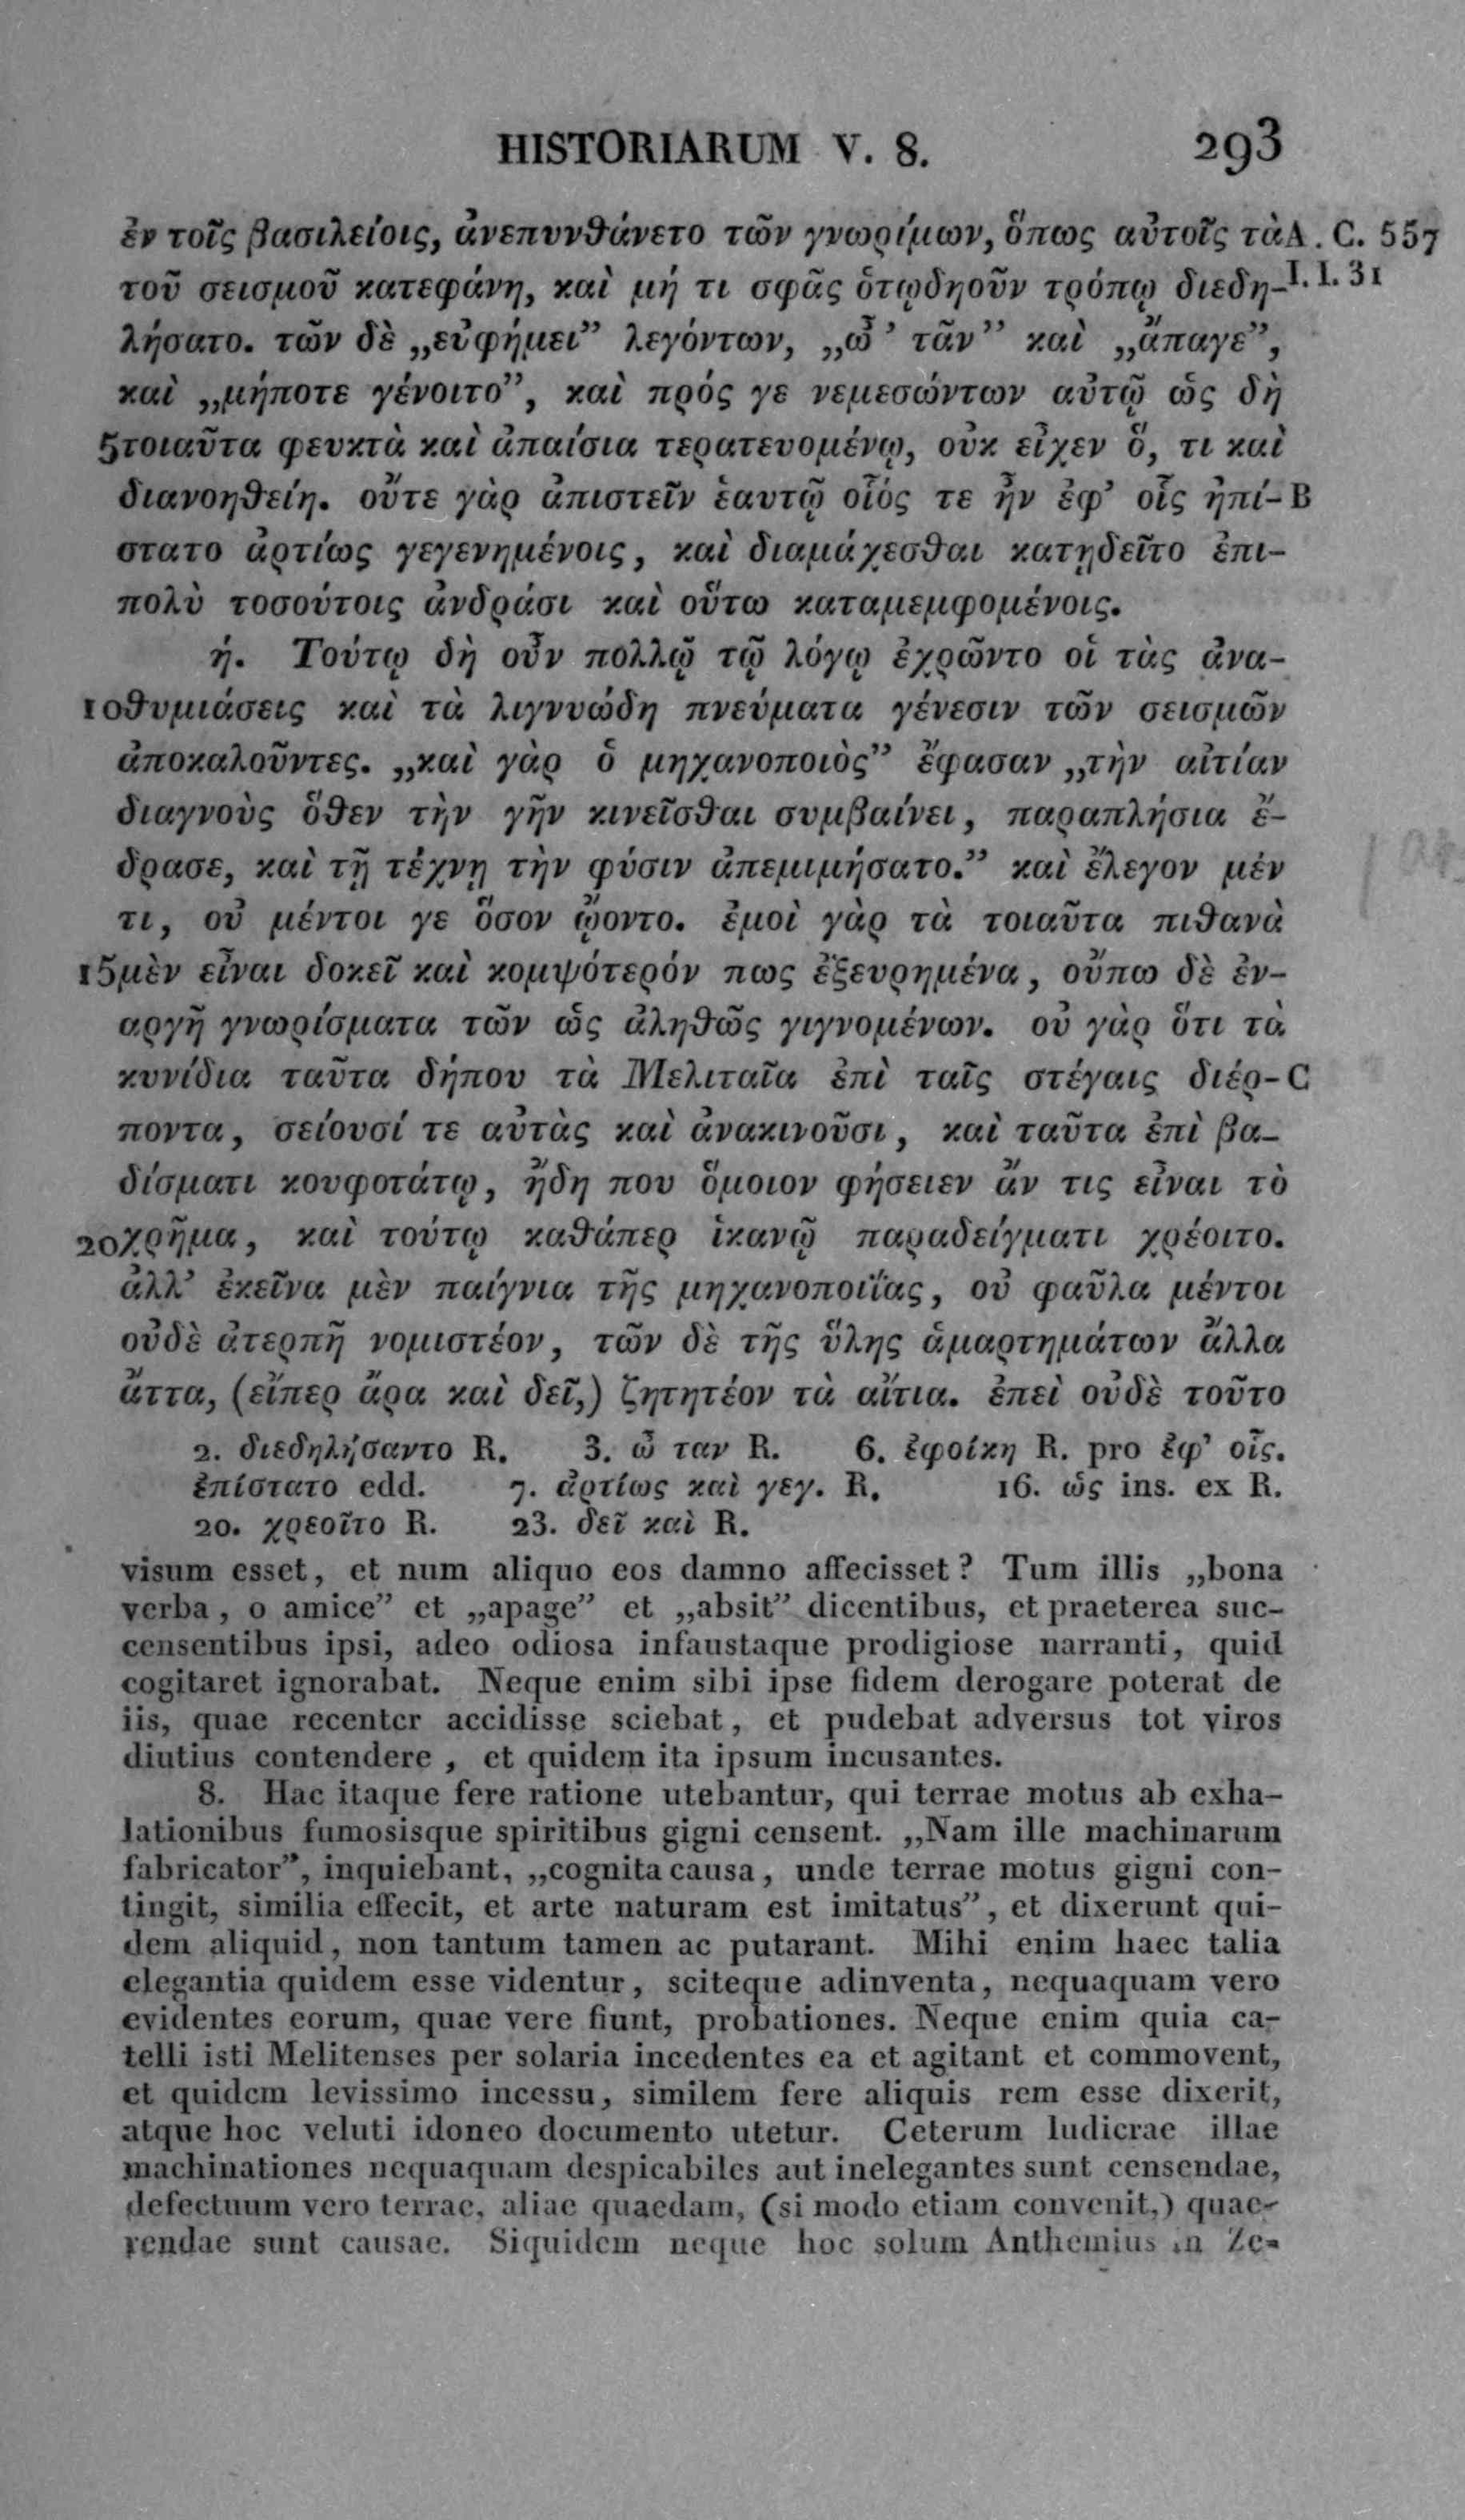 HISTORIARUM V. 8. 293
ἐν τοῖς βασιλείοις, ἀνεπυνθάνετο τῶν γνωρίμων, ὅπως αὐτοῖς τὰ A. C. 557
τοῦ σεισμοῦ κατεφάνη, καὶ μή τι σφᾶς ὁτῳδηοῦν τρόπῳ διεδη- I. I. 31
λήσατο. τῶν δὲ „εὐφήμει” λεγόντων, „ὦ ’ τᾶν” καὶ „ἄπαγε”,
καὶ „μήποτε γένοιτο”, καὶ πρός γε νεμεσώντων αὐτῷ ὡς δὴ
5 τοιαῦτα φευκτὰ καὶ ἀπαίσια τερατευομένῳ, οὐκ εἶχεν ὅ, τι καὶ
διανοηθείη. οὔτε γὰρ ἀπιστεῖν ἑαυτῷ οἷός τε ἦν ἐφ’ οἷς ἠπί- B
στατο ἀρτίως γεγενημένοις, καὶ διαμάχεσθαι κατῃδεῖτο ἐπι-
πολὺ τοσούτοις ἀνδράσι καὶ οὕτω καταμεμφομένοις.
ή. Τούτῳ δὴ οὖν πολλῷ τῷ λόγῳ ἐχρῶντο οἱ τὰς ἀνα-
10 θυμιάσεις καὶ τὰ λιγνυώδη πνεύματα γένεσιν τῶν σεισμῶν
ἀποκαλοῦντες. „καὶ γὰρ ὁ μηχανοποιὸς” ἔφασαν „τὴν αἰτίαν
διαγνοὺς ὅθεν τὴν γῆν κινεῖσθαι συμβαίνει, παραπλήσια ἔ-
δρασε, καὶ τῇ τέχνῃ τὴν φύσιν ἀπεμιμήσατο.” καὶ ἔλεγον μέν
τι, οὐ μέντοι γε ὅσον ᾤοντο. ἐμοὶ γὰρ τὰ τοιαῦτα πιθανὰ
15 μὲν εἶναι δοκεῖ καὶ κομψότερόν πως ἐξευρημένα, οὔπω δὲ ἐν-
αργῆ γνωρίσματα τῶν ὡς ἀληθῶς γιγνομένων. οὐ γὰρ ὅτι τὰ
κυνίδια ταῦτα δήπου τὰ Μελιταῖα ἐπὶ ταῖς στέγαις διέρ- C
ποντα, σείουσί τε αὐτὰς καὶ ἀνακινοῦσι, καὶ ταῦτα ἐπὶ βα-
δίσματι κουφοτάτῳ, ἤδη που ὅμοιον φήσειεν ἄν τις εἶναι τὸ
20 χρῆμα, καὶ τούτῳ καθάπερ ἱκανῷ παραδείγματι χρέοιτο.
ἀλλ’ ἐκεῖνα μὲν παίγνια τῆς μηχανοποιΐας, οὐ φαῦλα μέντοι
οὐδὲ ἀτερπῆ νομιστέον, τῶν δὲ τῆς ὕλης ἁμαρτημάτων ἄλλα
ἄττα, (εἴπερ ἄρα καὶ δεῖ,) ζητητέον τὰ αἴτια. ἐπεὶ οὐδὲ τοῦτο
2. διεδηλήσαντο R. 3. ὦ ταν R. 6. ἐφοίκη R. pro ἐφ’ οἷς.
ἐπίστατο edd. 7. ἀρτίως καὶ γεγ. R. 16. ὡς ins. ex R.
20. χρεοῖτο R. 23. δεῖ καὶ R.
visum esset, et num aliquo eos damno affecisset? Tum illis „bona
verba, o amice” et „apage” et „absit” dicentibus, et praeterea suc-
censentibus ipsi, adeo odiosa infaustaque prodigiose narranti, quid
cogitaret ignorabat. Neque enim sibi ipse fidem derogare poterat de
iis, quae recenter accidisse sciebat, et pudebat adversus tot viros
diutius contendere, et quidem ita ipsum incusantes.
8. Hac itaque fere ratione utebantur, qui terrae motus ab exha-
lationibus fumosisque spiritibus gigni censent. „Nam ille machinarum
fabricator”, inquiebant, „cognita causa, unde terrae motus gigni con-
tingit, similia effecit, et arte naturam est imitatus”, et dixerunt qui-
dem aliquid, non tantum tamen ac putarant. Mihi enim haec talia
elegantia quidem esse videntur, sciteque adinventa, nequaquam vero
evidentes eorum, quae vere fiunt, probationes. Neque enim quia ca-
telli isti Melitenses per solaria incedentes ea et agitant et commovent,
et quidem levissimo incessu, similem fere aliquis rem esse dixerit,
atque hoc veluti idoneo documento utetur. Ceterum ludicrae illae
machinationes nequaquam despicabiles aut inelegantes sunt censendae,
defectuum vero terrae, aliae quaedam, (si modo etiam convenit,) quae-
rendae sunt causae. Siquidem neque hoc solum Anthemius in Ze-